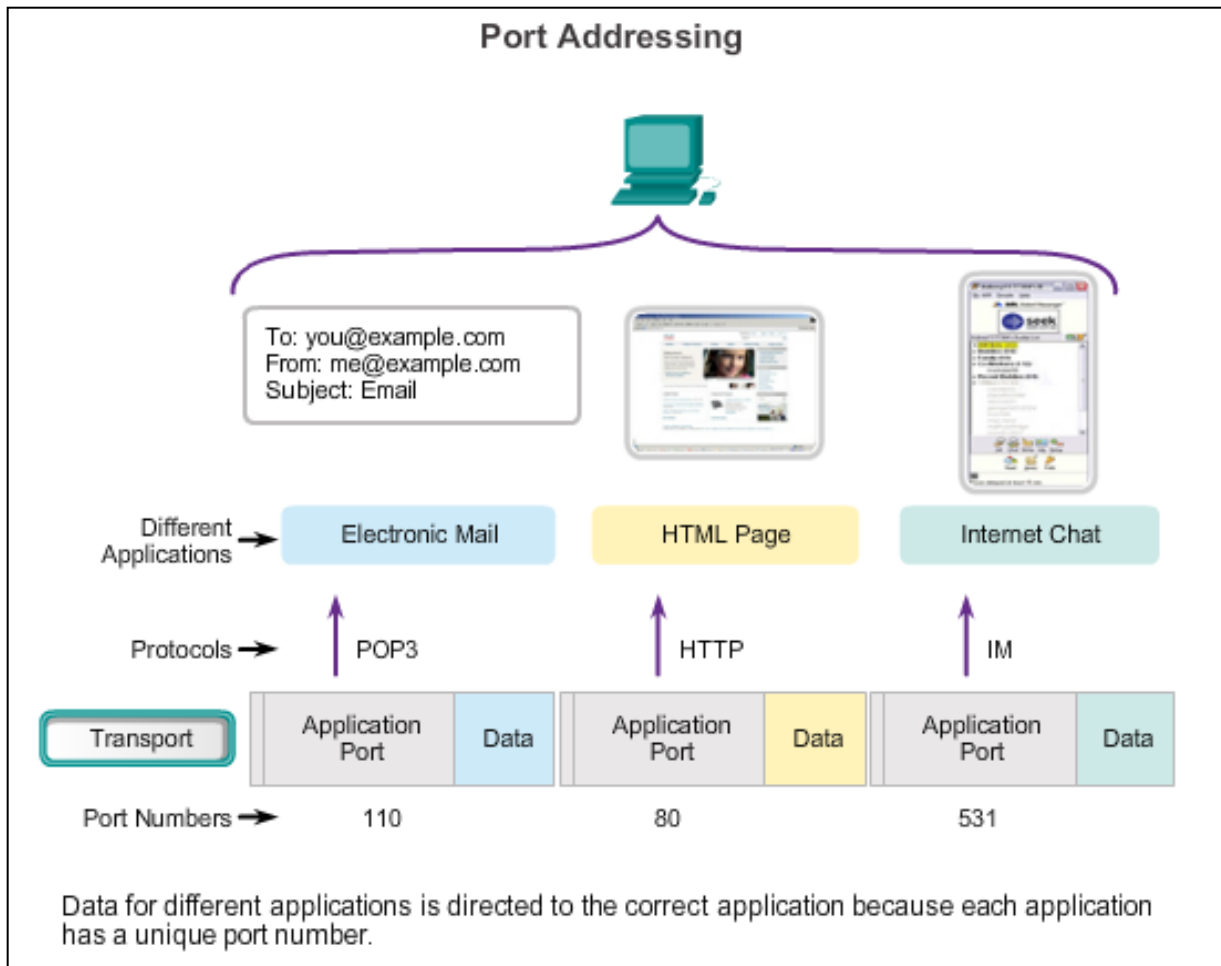 Port Addressing
To: you@example.com
From: me@example.com
Subject: Email
seek
Different
Applications
Electronic Mail
HTML Page
Internet Chat
Protocols
POP3
HTTP
IM
Transport
Application
Port
Data
Application
Port
Data
Application
Port
Data
Port Numbers
110
80
531
Data for different applications is directed to the correct application because each application
has a unique port number.